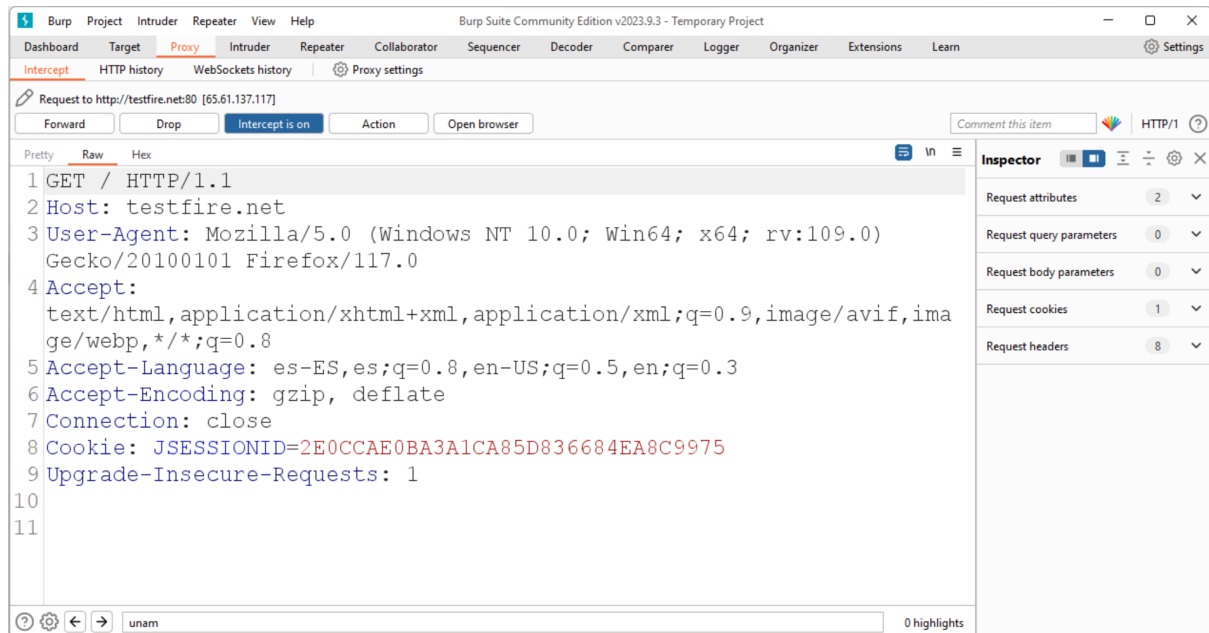 Burp Project Intruder Repeater View Help Burp Suite Community Edition v2023.9.3 - Temporary Project
Dashboard Target Proxy Intruder Repeater Collaborator Sequencer Decoder Comparer Logger Organizer Extensions Learn Settings
Intercept HTTP history WebSockets history Proxy settings
Request to http://testfire.net:80 [65.61.137.117]
Forward Drop Intercept is on Action Open browser Comment this item HTTP/1 ?
Pretty Raw Hex \n
1 GET / HTTP/1.1
2 Host: testfire.net
3 User-Agent: Mozilla/5.0 (Windows NT 10.0; Win64; x64; rv:109.0)
Gecko/20100101 Firefox/117.0
4 Accept:
text/html,application/xhtml+xml,application/xml;q=0.9,image/avif,ima
ge/webp,*/*;q=0.8
5 Accept-Language: es-ES,es;q=0.8,en-US;q=0.5,en;q=0.3
6 Accept-Encoding: gzip, deflate
7 Connection: close
8 Cookie: JSESSIONID=2E0CCAE0BA3A1CA85D836684EA8C9975
9 Upgrade-Insecure-Requests: 1
10
11
Inspector
Request attributes 2
Request query parameters 0
Request body parameters 0
Request cookies 1
Request headers 8
? unam 0 highlights